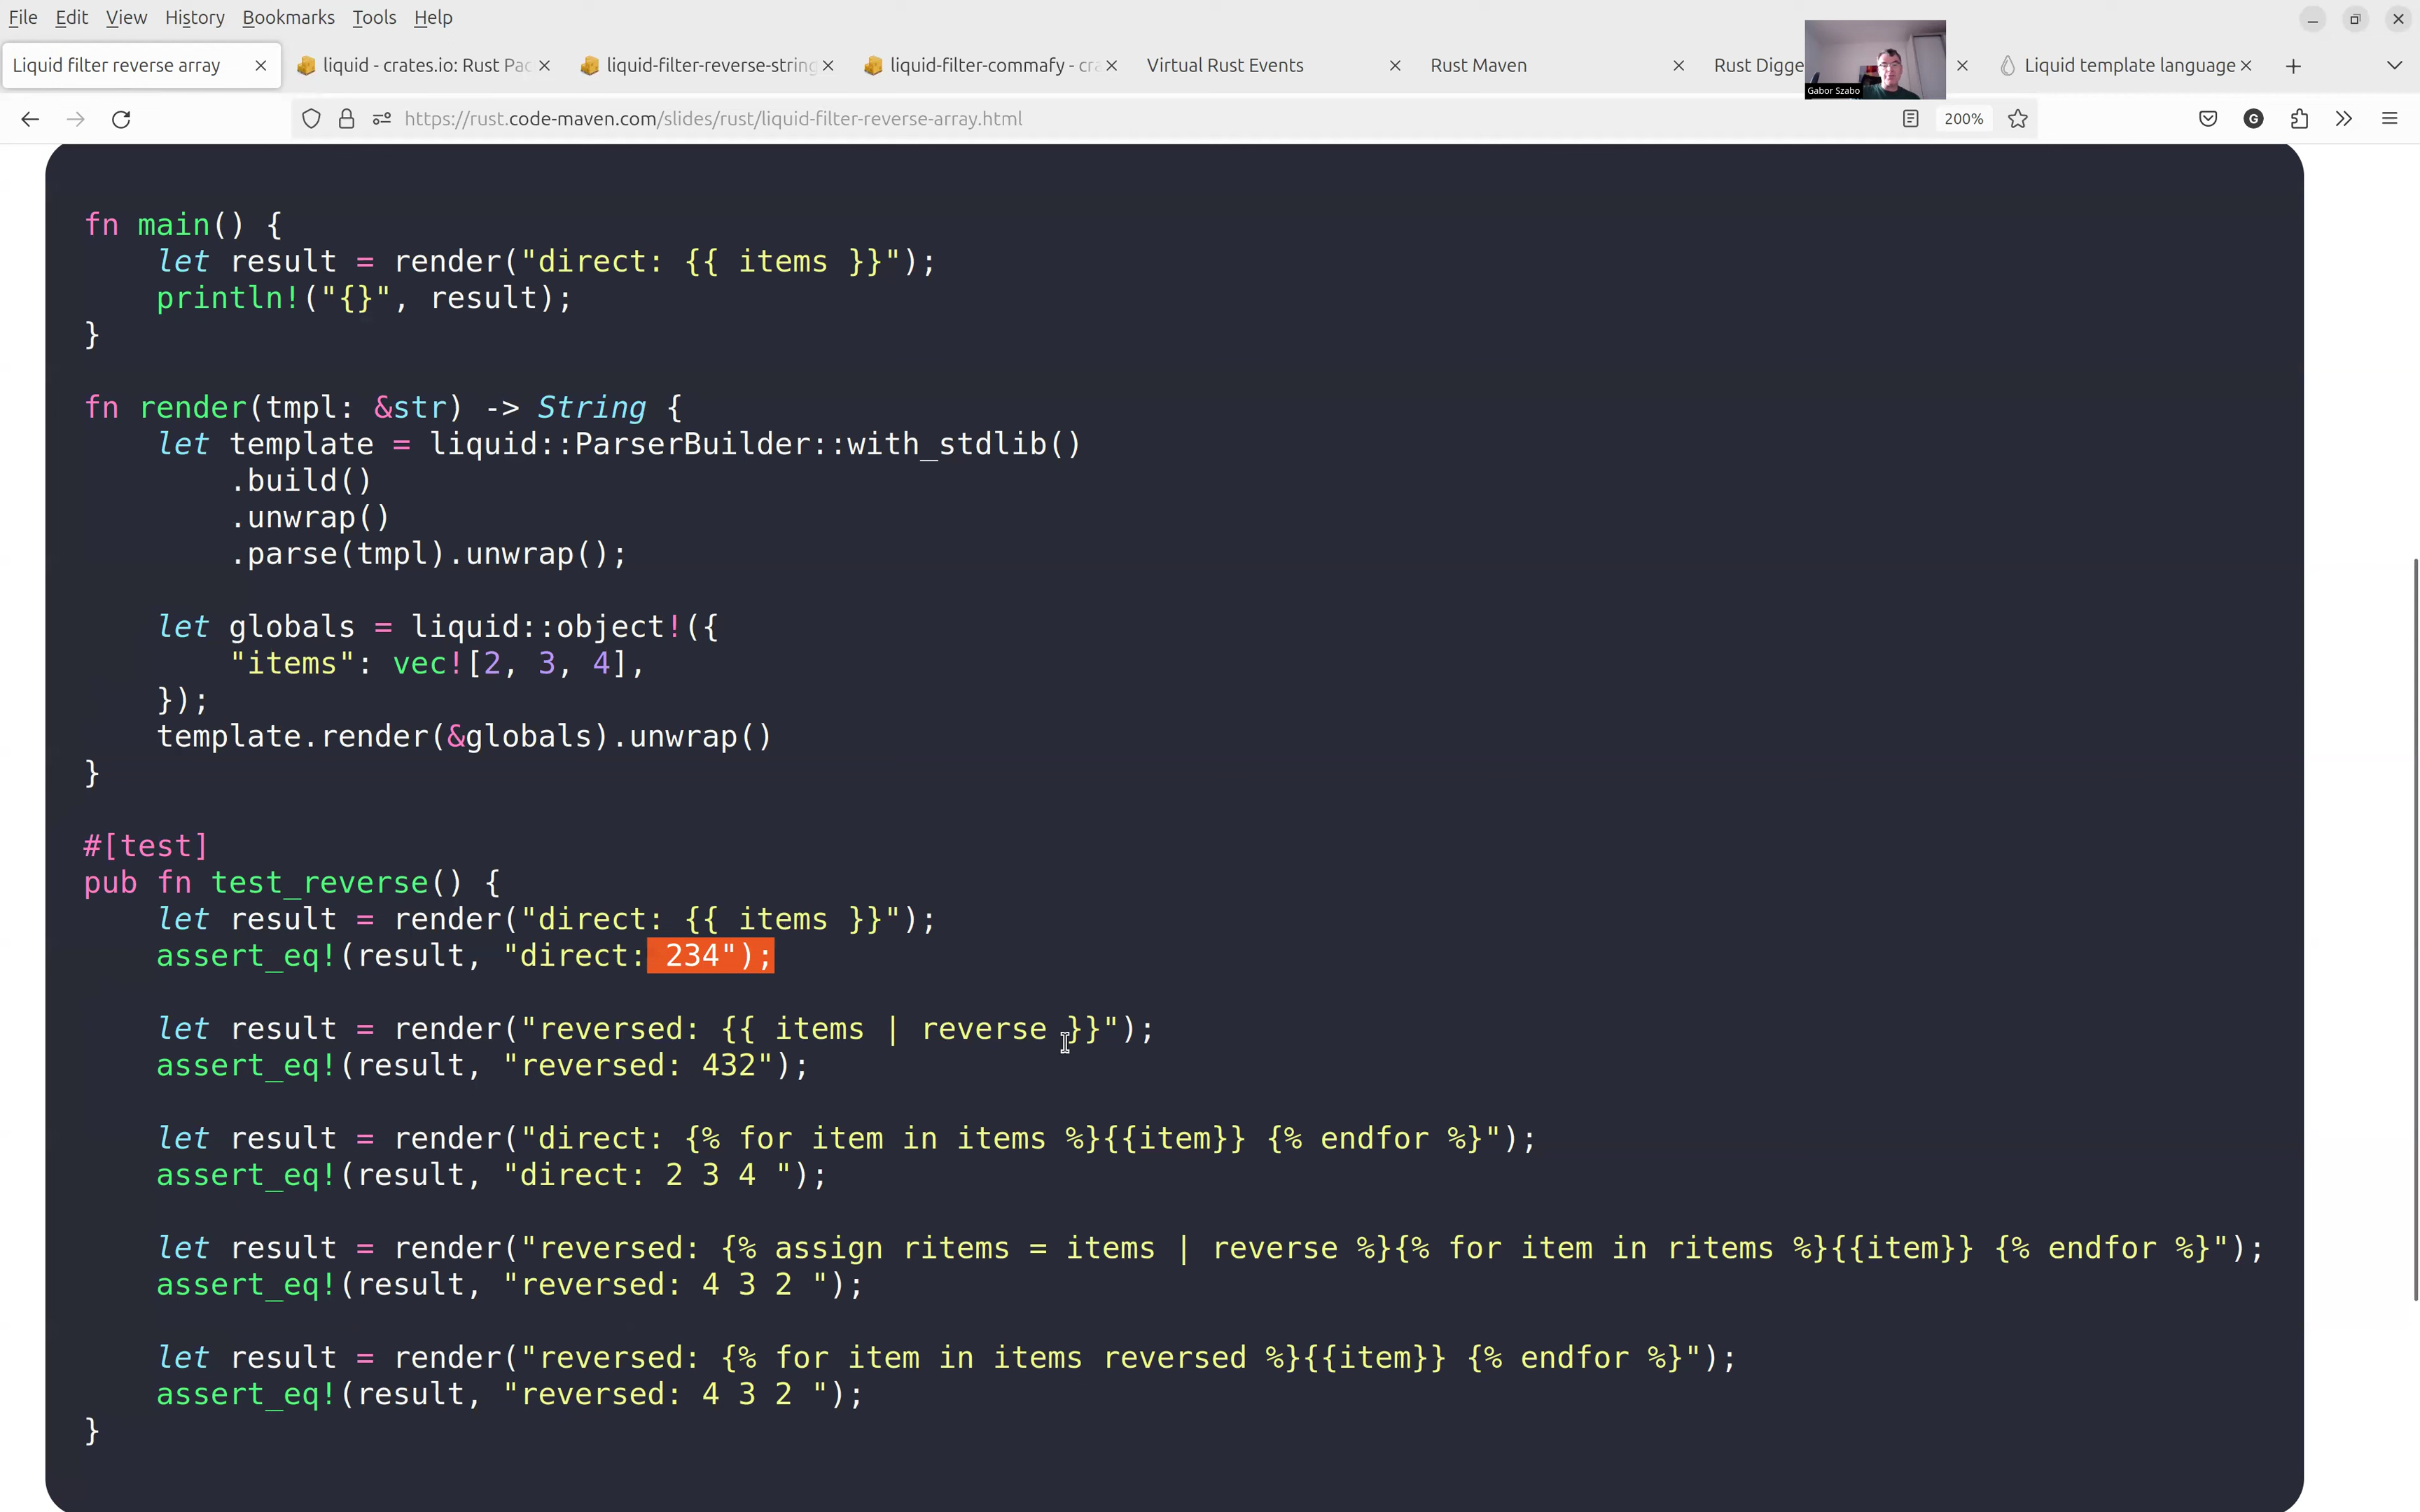 File Edit View History Bookmarks Tools Help
Liquid filter reverse array liquid - crates.io: Rust Pac liquid-filter-reverse-string liquid-filter-commafy - cra Virtual Rust Events Rust Maven Rust Digge Liquid template language
Gabor Szabo
https://rust.code-maven.com/slides/rust/liquid-filter-reverse-array.html 200% G
fn main() {
    let result = render("direct: {{ items }}");
    println!("{}", result);
}
fn render(tmpl: &str) -> String {
    let template = liquid::ParserBuilder::with_stdlib()
        .build()
        .unwrap()
        .parse(tmpl).unwrap();
    let globals = liquid::object!({
        "items": vec![2, 3, 4],
    });
    template.render(&globals).unwrap()
}
#[test]
pub fn test_reverse() {
    let result = render("direct: {{ items }}");
    assert_eq!(result, "direct: 234");
    let result = render("reversed: {{ items | reverse }}");
    assert_eq!(result, "reversed: 432");
    let result = render("direct: {% for item in items %}{{item}} {% endfor %}");
    assert_eq!(result, "direct: 2 3 4 ");
    let result = render("reversed: {% assign ritems = items | reverse %}{% for item in ritems %}{{item}} {% endfor %}");
    assert_eq!(result, "reversed: 4 3 2 ");
    let result = render("reversed: {% for item in items reversed %}{{item}} {% endfor %}");
    assert_eq!(result, "reversed: 4 3 2 ");
}